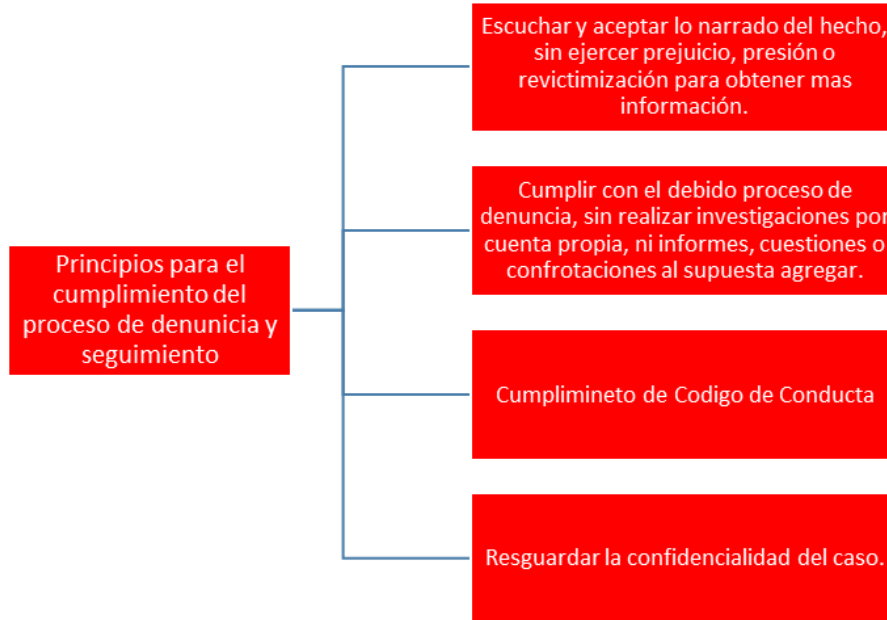 Principios para el
cumplimiento del
proceso de denunicia y
seguimiento
Escuchar y aceptar lo narrado del hecho,
sin ejercer prejuicio, presión o
revictimización para obtener mas
información.
Cumplir con el debido proceso de
denuncia, sin realizar investigaciones por
cuenta propia, ni informes, cuestiones o
confrotaciones al supuesta agregar.
Cumplimineto de Codigo de Conducta
Resguardar la confidencialidad del caso.